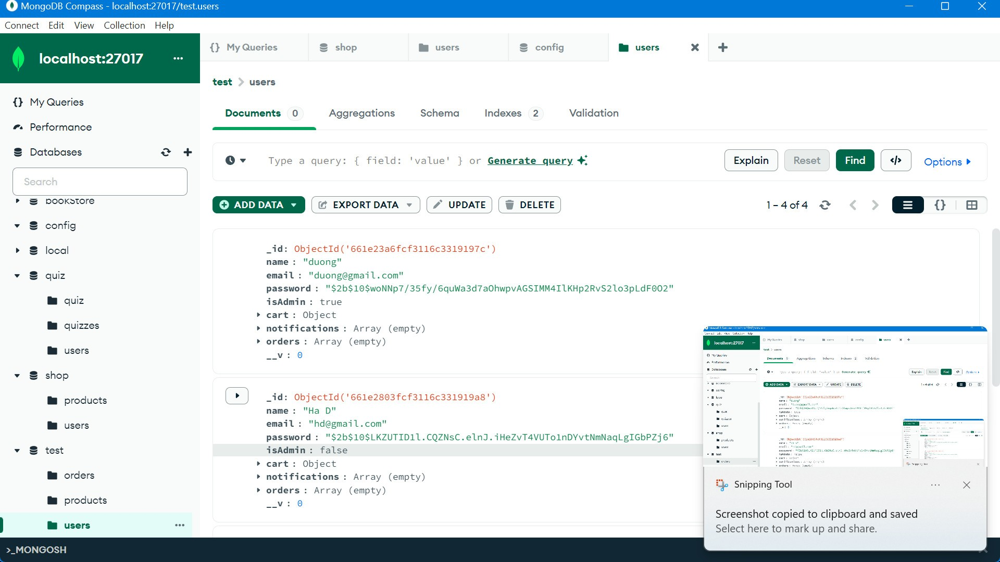 MongoDB Compass - localhost:27017/test.users
Connect Edit View Collection Help
localhost:27017 ...
{} My Queries
shop
users
config
users
My Queries
Performance
Databases
Search
bookStore
config
local
quiz
quiz
quizzes
users
shop
products
users
test
orders
products
users ...
test > users
Documents 0 Aggregations Schema Indexes 2 Validation
Type a query: { field: 'value' } or Generate query
Explain Reset Find </> Options
ADD DATA EXPORT DATA UPDATE DELETE
1 – 4 of 4
_id: ObjectId('661e23a6fcf3116c3319197c')
name : "duong"
email : "duong@gmail.com"
password : "$2b$10$woNNp7/35fy/6quWa3d7aOhwpvAGSIMM4IlKHp2RvS2lo3pLdF0O2"
isAdmin : true
cart : Object
notifications : Array (empty)
orders : Array (empty)
__v : 0
_id: ObjectId('661e2803fcf3116c331919a8')
name : "Ha D"
email : "hd@gmail.com"
password : "$2b$10$LKZUTID1l.CQZNsC.elnJ.iHeZvT4VUTo1nDYvtNmNaqLgIGbPZj6"
isAdmin : false
cart : Object
notifications : Array (empty)
orders : Array (empty)
__v : 0
Snipping Tool ...
Screenshot copied to clipboard and saved
Select here to mark up and share.
>_MONGOSH